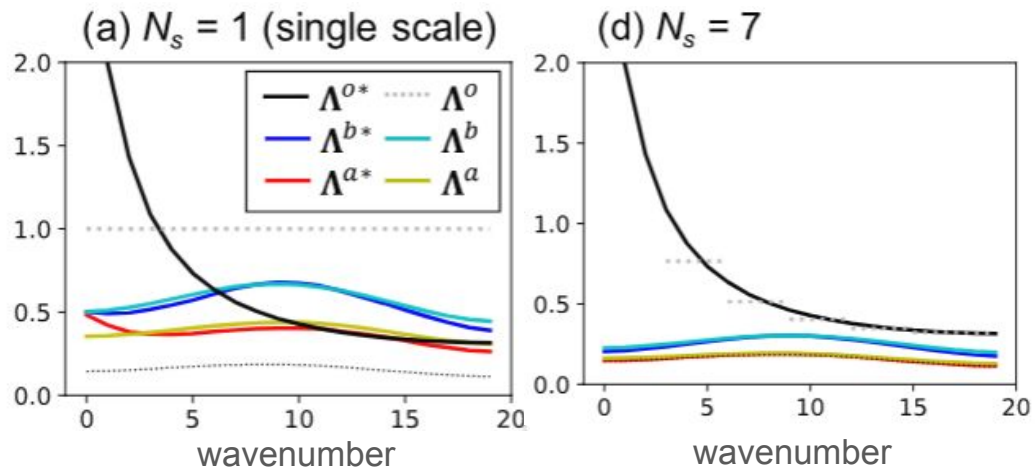 (a) Nₛ = 1 (single scale)
(d) Nₛ = 7
2.0
1.5
1.0
0.5
0.0
Λᵒ* Λᵒ
Λᵇ* Λᵇ
Λᵃ* Λᵃ
0 5 10 15 20
wavenumber
2.0
1.5
1.0
0.5
0.0
0 5 10 15 20
wavenumber